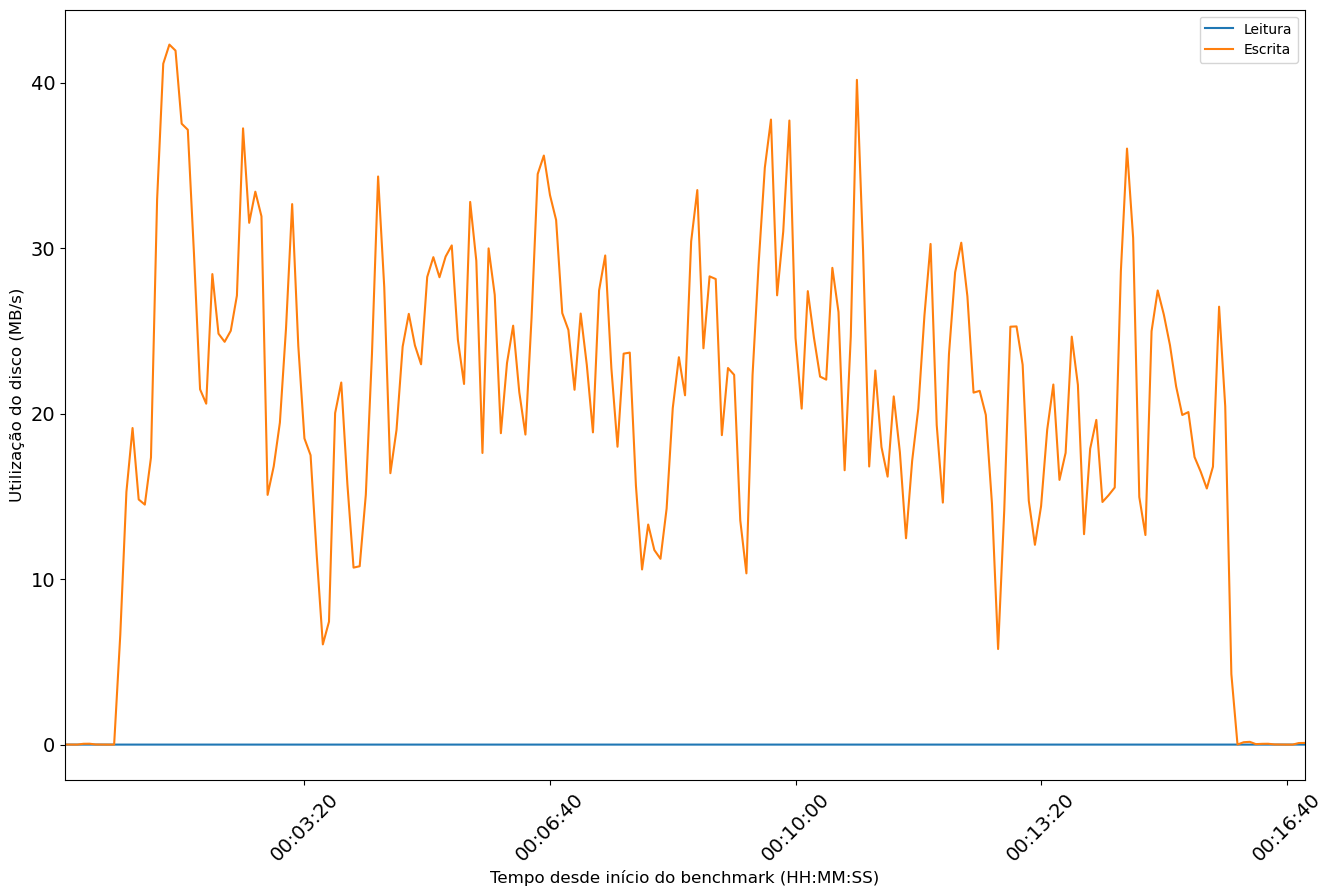 Leitura
Escrita
40
30
20
10
0
Utilização do disco (MB/s)
00:03:20
00:06:40
00:10:00
00:13:20
00:16:40
Tempo desde início do benchmark (HH:MM:SS)